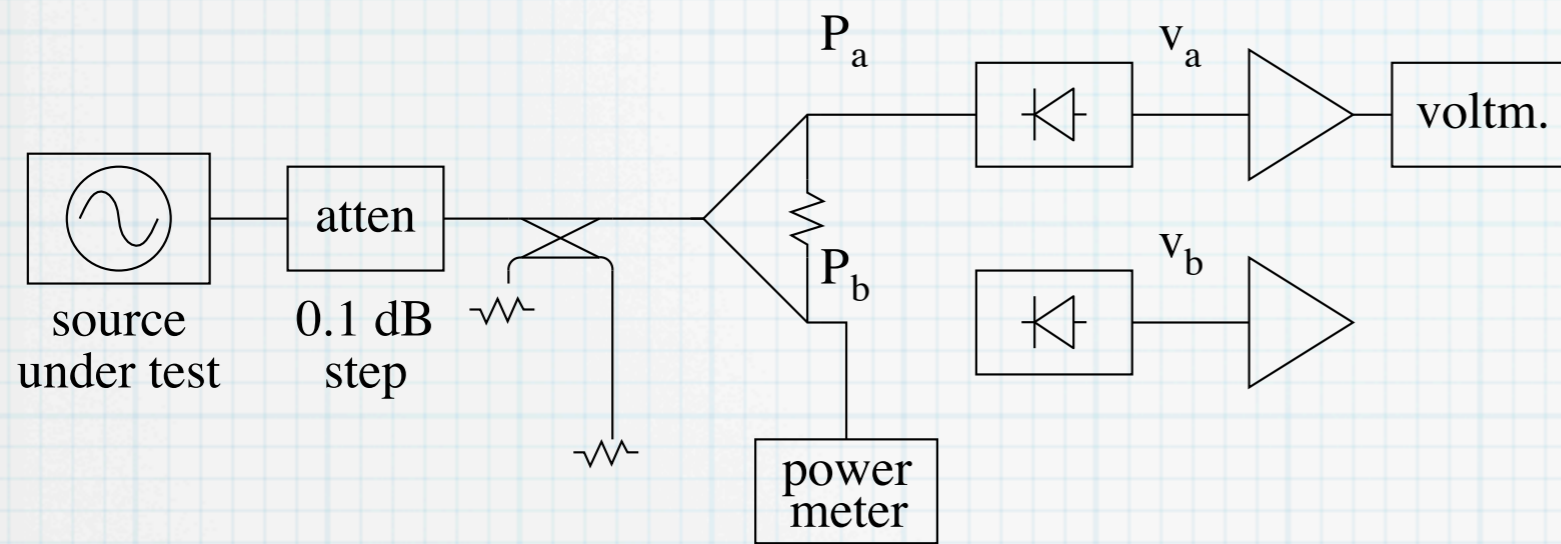 P_a
v_a
voltm.
atten
source
under test
0.1 dB
step
P_b
v_b
power
meter